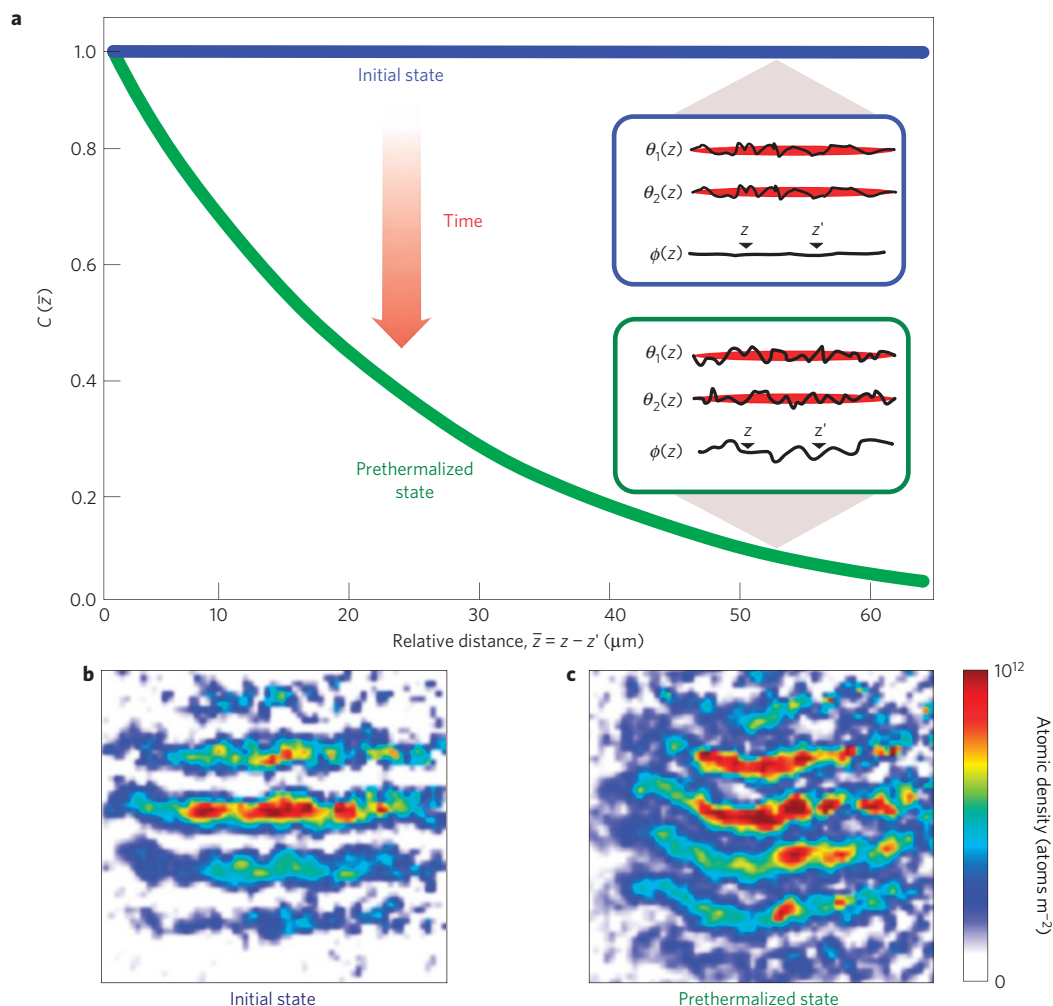 a
1.0
0.8
0.6
0.4
0.2
0.0
C (z̄)
Initial state
Time
Prethermalized
state
θ₁(z)
θ₂(z)
z z'
ϕ(z)
θ₁(z)
θ₂(z)
z z'
ϕ(z)
0 10 20 30 40 50 60
Relative distance, z̄ = z – z' (μm)
b
Initial state
c
Prethermalized state
10¹²
0
Atomic density (atoms m⁻²)